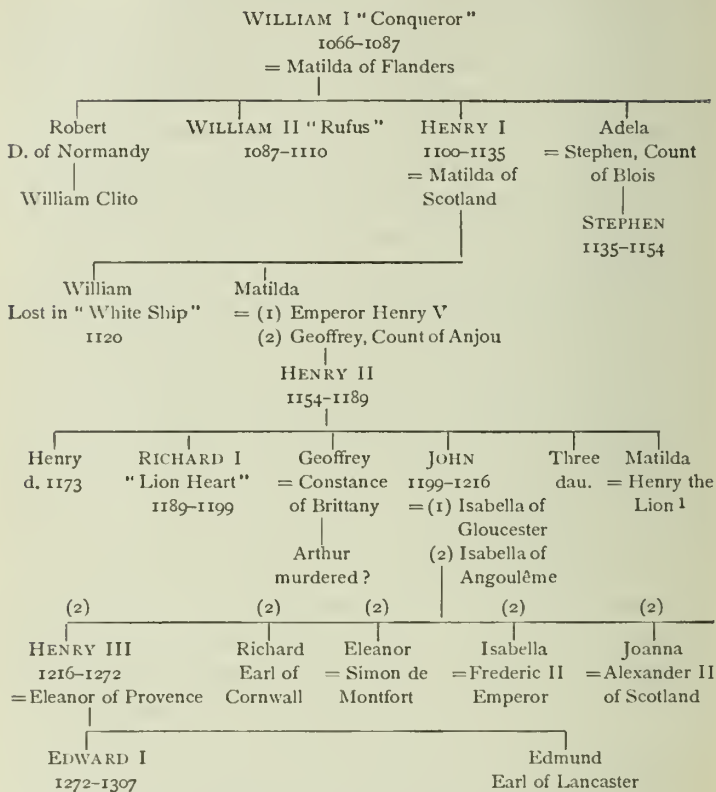 WILLIAM I "Conqueror"
1066–1087
= Matilda of Flanders
Robert WILLIAM II "Rufus" HENRY I Adela
D. of Normandy 1087–1110 1100–1135 = Stephen, Count
= Matilda of of Blois
William Clito Scotland
STEPHEN
1135–1154
William Matilda
Lost in "White Ship" = (1) Emperor Henry V
1120 (2) Geoffrey, Count of Anjou
HENRY II
1154–1189
Henry RICHARD I Geoffrey JOHN Three Matilda
d. 1173 "Lion Heart" = Constance 1199–1216 dau. = Henry the
1189–1199 of Brittany = (1) Isabella of Lion 1
Gloucester
Arthur (2) Isabella of
murdered? Angoulême
(2) (2) (2) (2) (2)
HENRY III Richard Eleanor Isabella Joanna
1216–1272 Earl of = Simon de =Frederic II =Alexander II
=Eleanor of Provence Cornwall Montfort Emperor of Scotland
EDWARD I Edmund
1272–1307 Earl of Lancaster